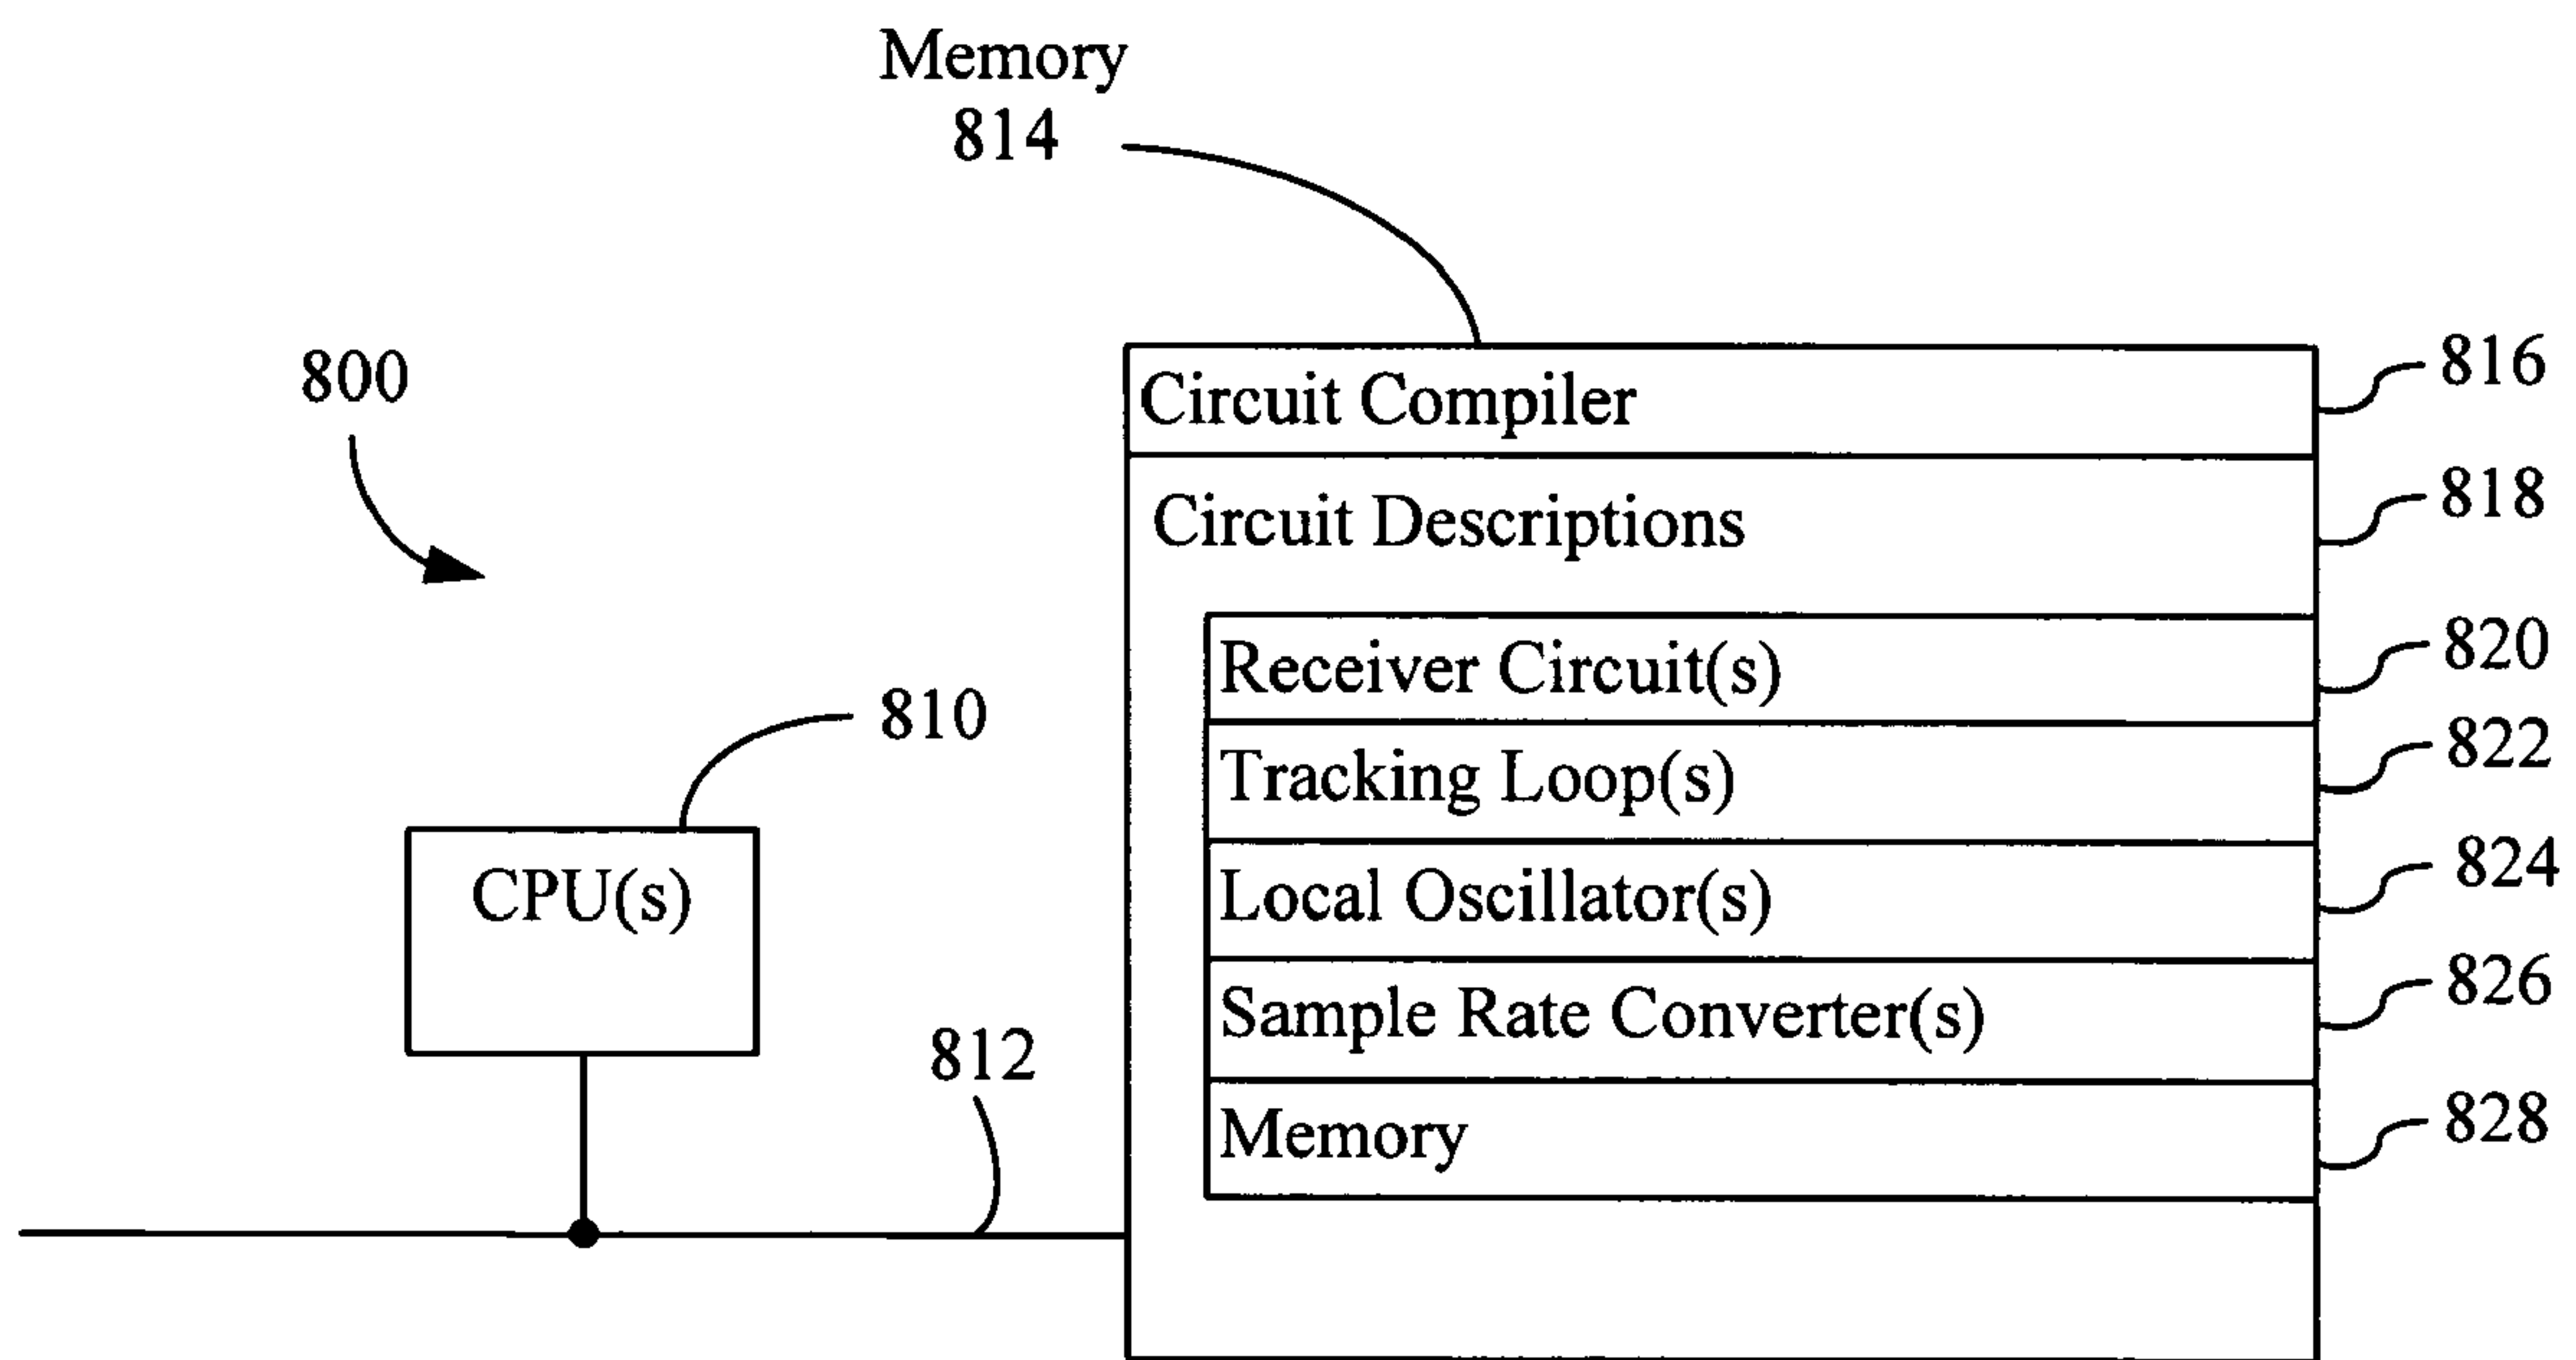 Memory
814
800
816
Circuit Compiler
818
Circuit Descriptions
820
Receiver Circuit(s)
810
822
Tracking Loop(s)
CPU(s)
824
Local Oscillator(s)
826
Sample Rate Converter(s)
812
828
Memory